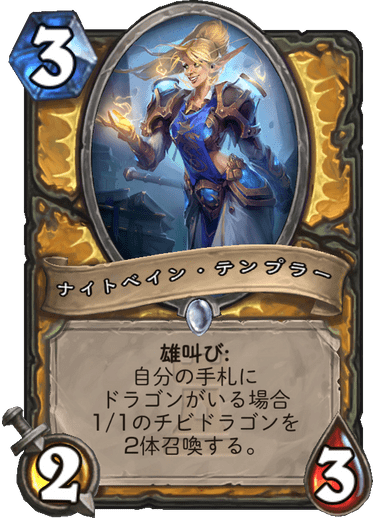 3
ナイトベイン・テンプラー
雄叫び:
自分の手札に
ドラゴンがいる場合
1/1のチビドラゴンを
2体召喚する。
2
3